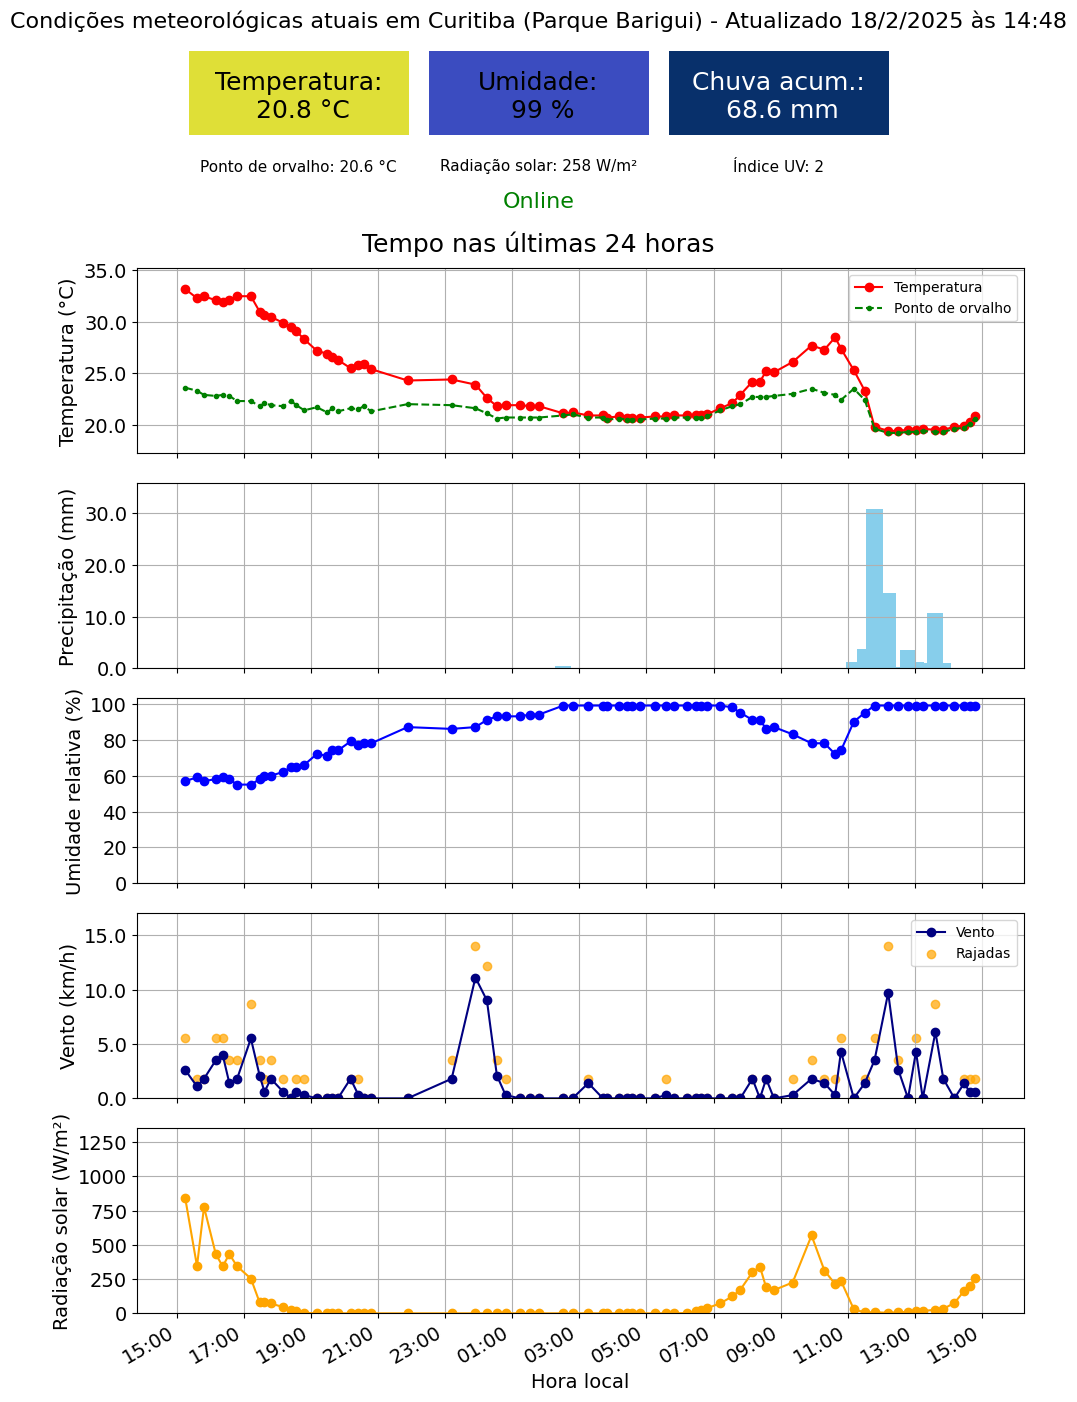 Condições meteorológicas atuais em Curitiba (Parque Barigui) - Atualizado 18/2/2025 às 14:48
Temperatura:
20.8 °C
Umidade:
99 %
Chuva acum.:
68.6 mm
Ponto de orvalho: 20.6 °C
Radiação solar: 258 W/m²
Índice UV: 2
Online
Tempo nas últimas 24 horas
Temperatura (°C)
35.0
30.0
25.0
20.0
Temperatura
Ponto de orvalho
Precipitação (mm)
30.0
20.0
10.0
0.0
Umidade relativa (%)
100
80
60
40
20
0
Vento (km/h)
15.0
10.0
5.0
0.0
Vento
Rajadas
Radiação solar (W/m²)
1250
1000
750
500
250
0
15:00
17:00
19:00
21:00
23:00
01:00
03:00
05:00
07:00
09:00
11:00
13:00
15:00
Hora local